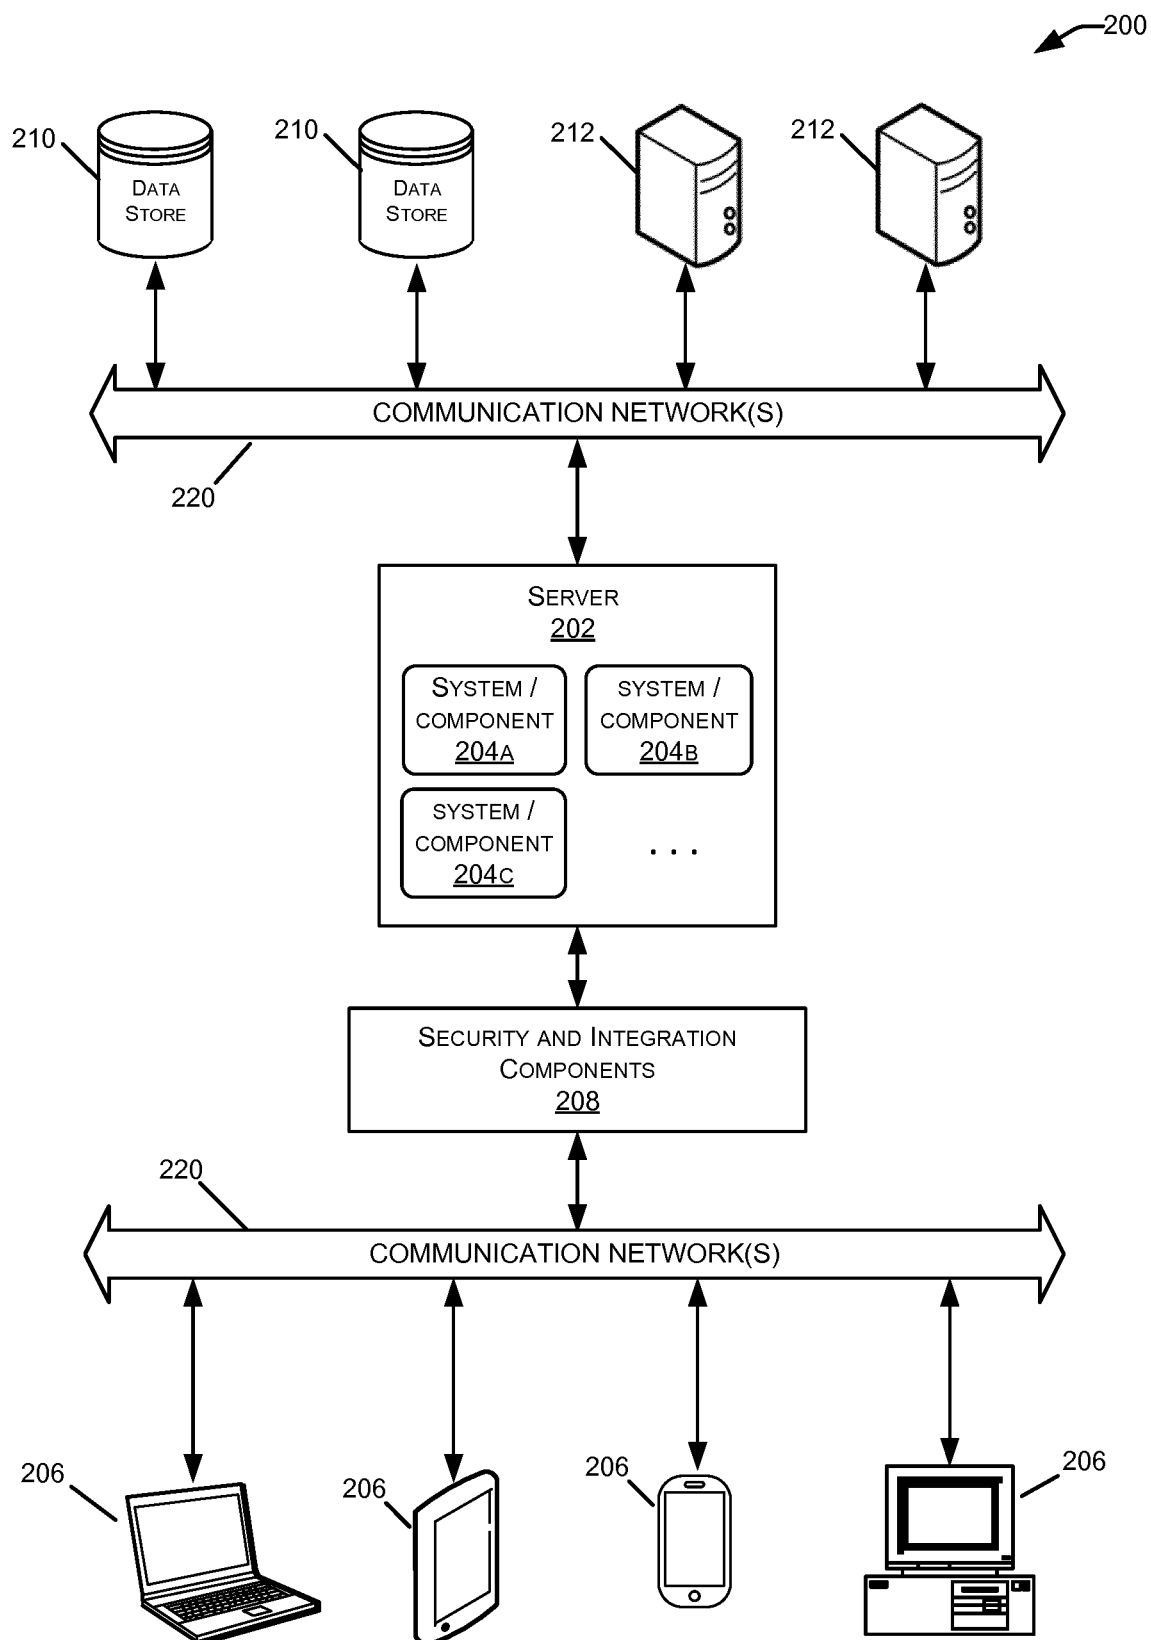 200
210
210
212
212
DATA
STORE
DATA
STORE
COMMUNICATION NETWORK(S)
220
SERVER
202
SYSTEM /
COMPONENT
204A
SYSTEM /
COMPONENT
204B
SYSTEM /
COMPONENT
204C
. . .
SECURITY AND INTEGRATION
COMPONENTS
208
220
COMMUNICATION NETWORK(S)
206
206
206
206